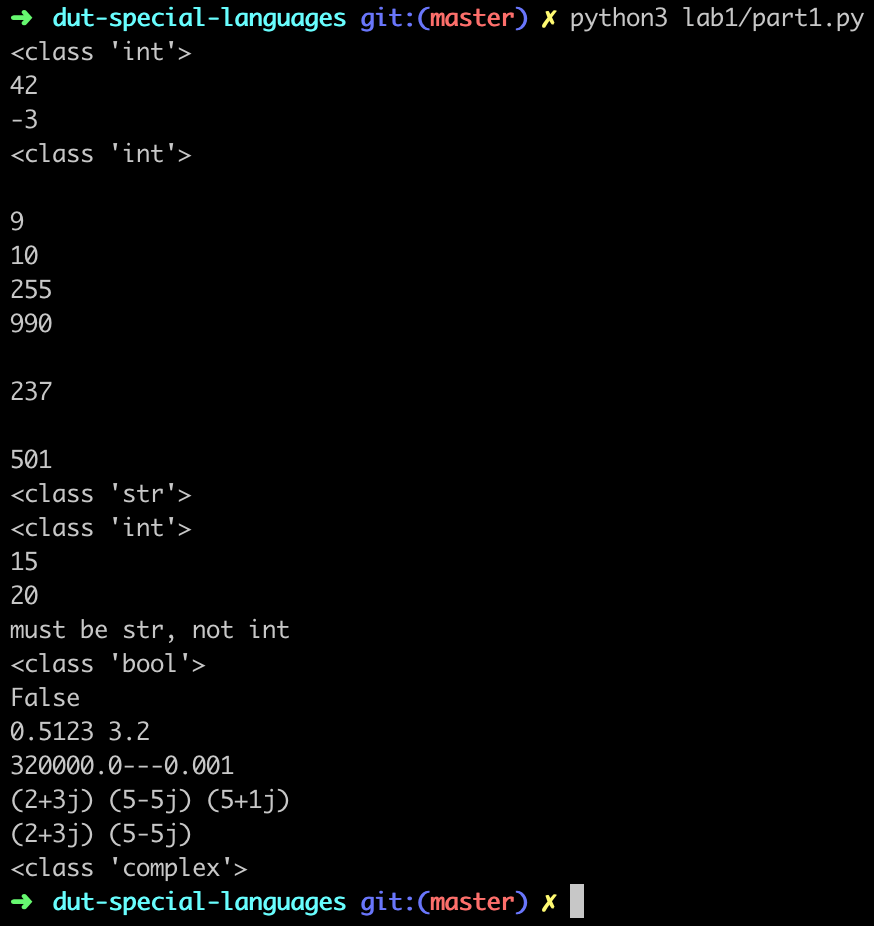 ➜ dut-special-languages git:(master) ✗ python3 lab1/part1.py
<class 'int'>
42
-3
<class 'int'>
9
10
255
990
237
501
<class 'str'>
<class 'int'>
15
20
must be str, not int
<class 'bool'>
False
0.5123 3.2
320000.0---0.001
(2+3j) (5-5j) (5+1j)
(2+3j) (5-5j)
<class 'complex'>
➜ dut-special-languages git:(master) ✗